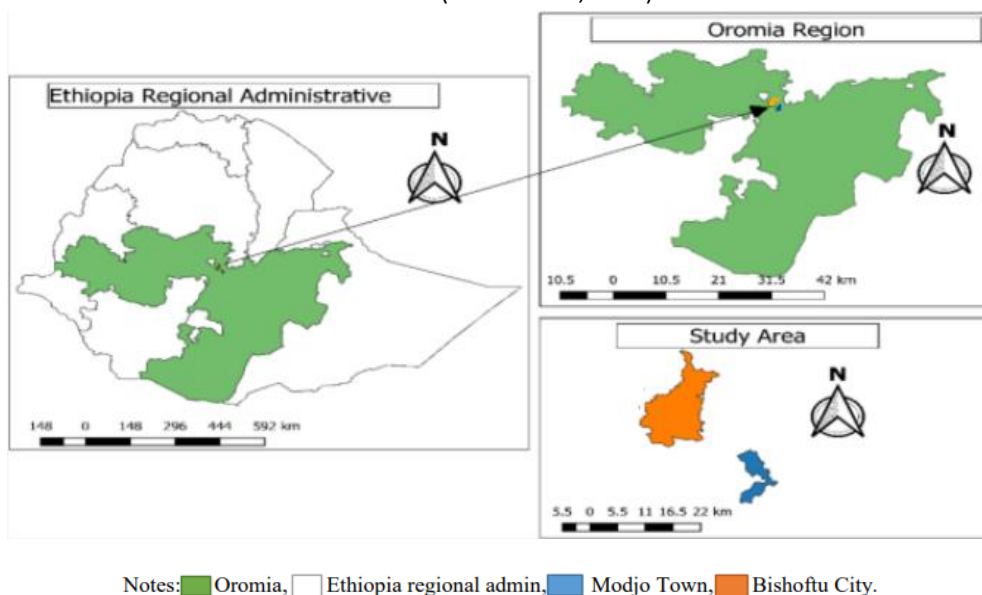 Ethiopia Regional Administrative
N
148 0 148 296 444 592 km
Oromia Region
N
10.5 0 10.5 21 31.5 42 km
Study Area
N
5.5 0 5.5 11 16.5 22 km
Notes: Oromia, Ethiopia regional admin, Modjo Town, Bishoftu City.